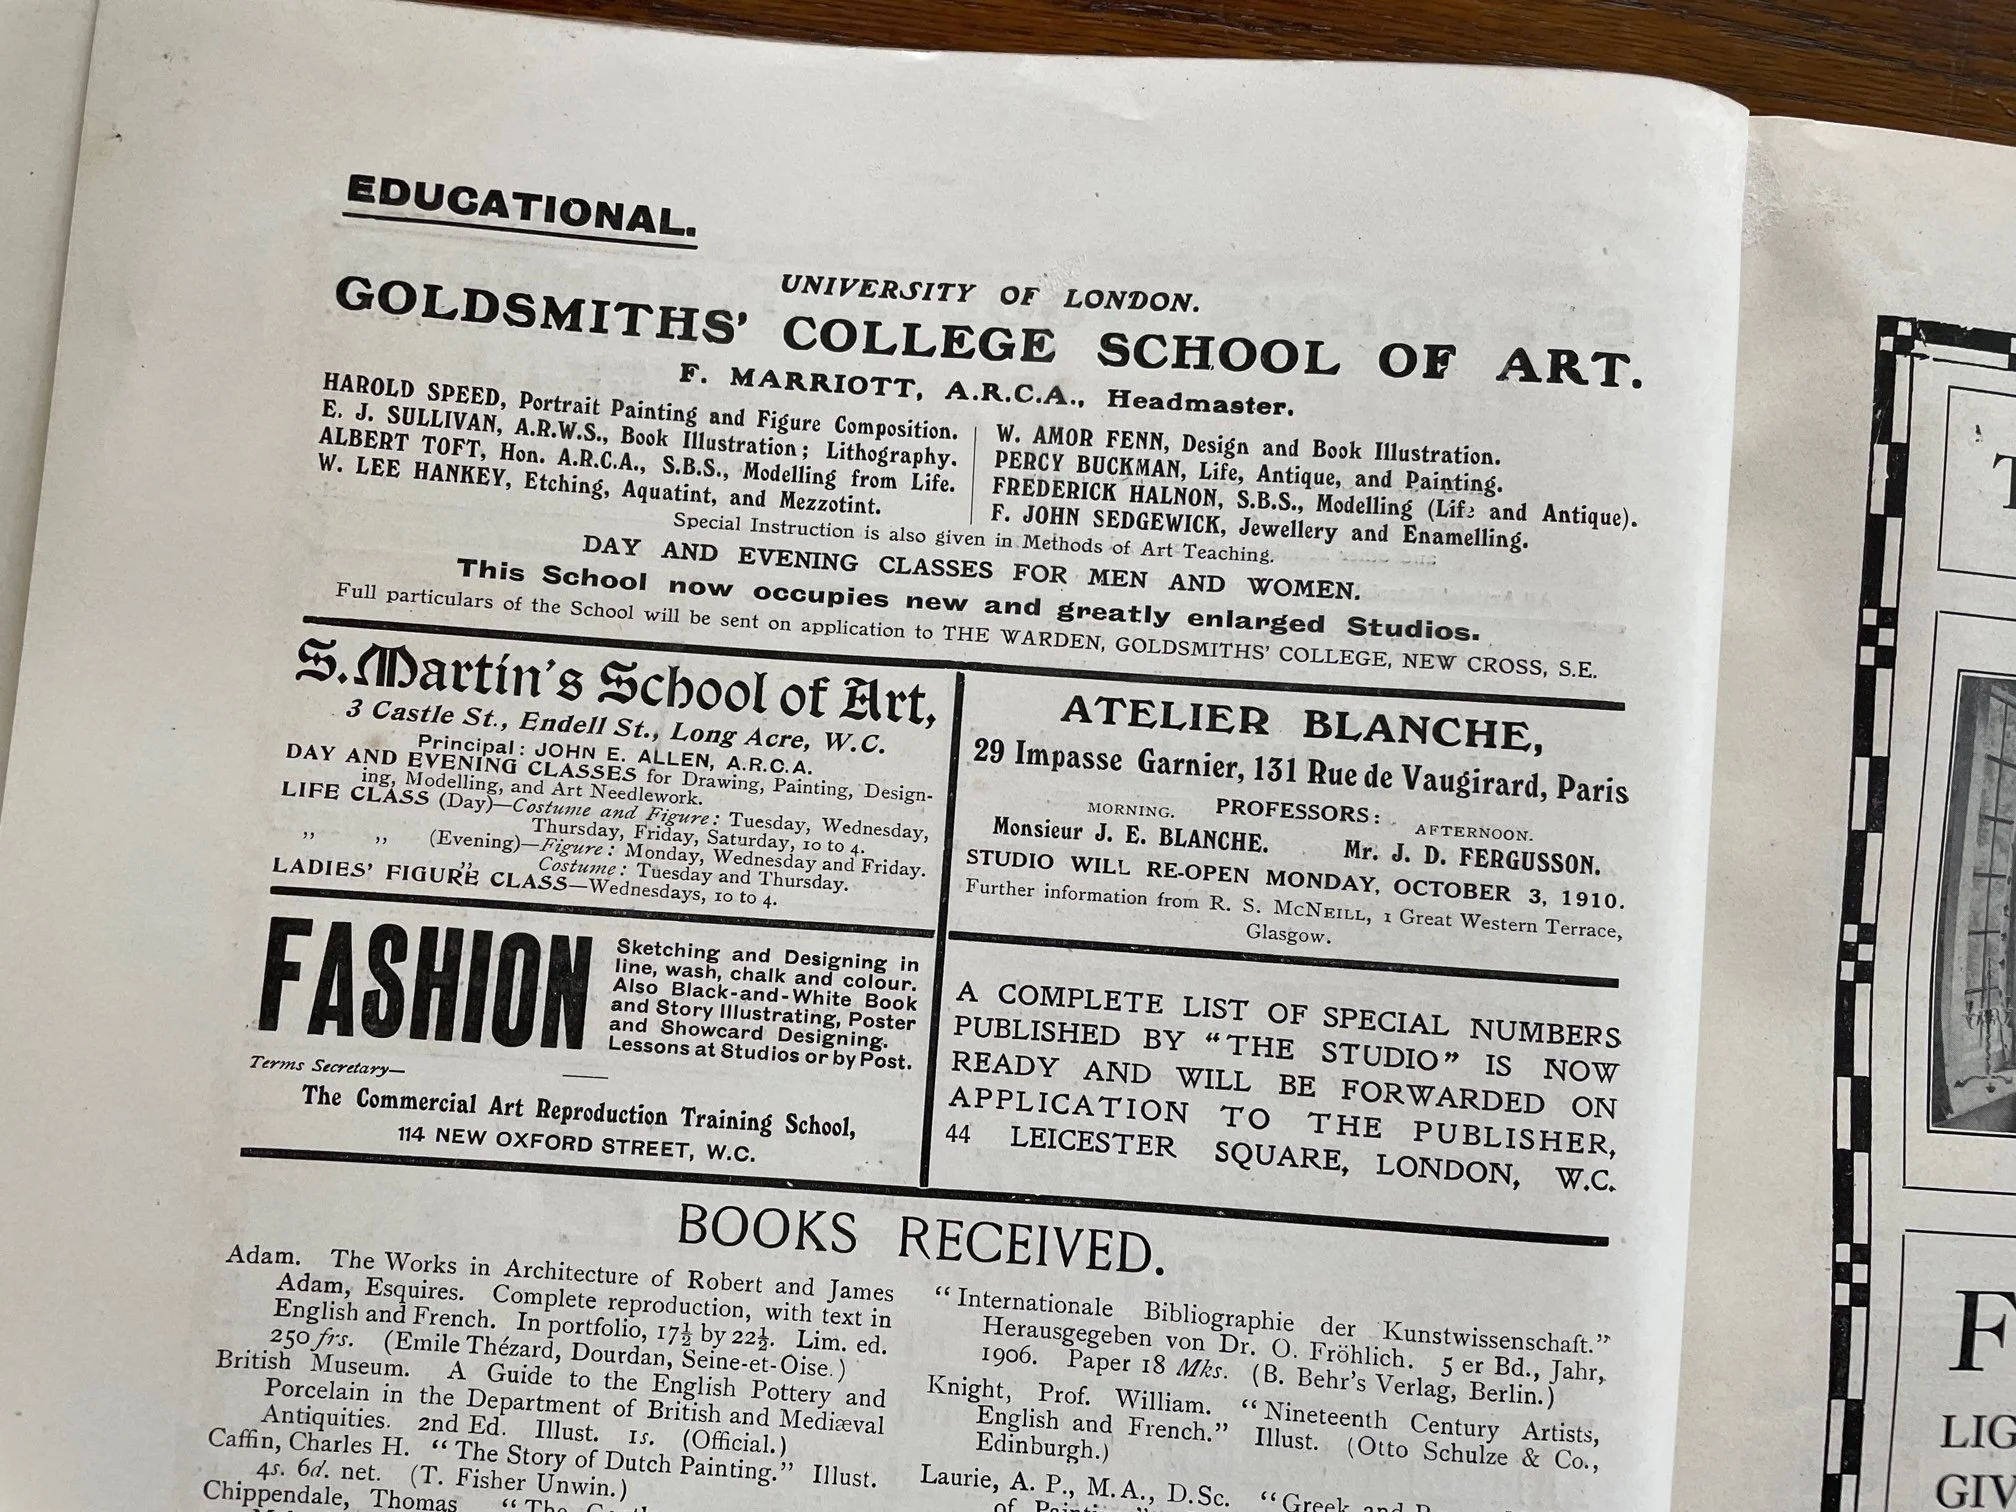 EDUCATIONAL.
UNIVERSITY OF LONDON.
GOLDSMITHS' COLLEGE SCHOOL OF ART.
F. MARRIOTT, A.R.C.A., Headmaster.
HAROLD SPEED, Portrait Painting and Figure Composition.
E. J. SULLIVAN, A.R.W.S., Book Illustration; Lithography.
ALBERT TOFT, Hon. A.R.C.A., S.B.S., Modelling from Life.
W. LEE HANKEY, Etching, Aquatint, and Mezzotint.
W. AMOR FENN, Design and Book Illustration.
PERCY BUCKMAN, Life, Antique, and Painting.
FREDERICK HALNON, S.B.S., Modelling (Life and Antique).
F. JOHN SEDGEWICK, Jewellery and Enamelling.
Special Instruction is also given in Methods of Art Teaching.
DAY AND EVENING CLASSES FOR MEN AND WOMEN.
This School now occupies new and greatly enlarged Studios.
Full particulars of the School will be sent on application to THE WARDEN, GOLDSMITHS' COLLEGE, NEW CROSS, S.E.
S. Martin's School of Art,
3 Castle St., Endell St., Long Acre, W.C.
Principal: JOHN E. ALLEN, A.R.C.A.
DAY AND EVENING CLASSES for Drawing, Painting, Design-
ing, Modelling, and Art Needlework.
LIFE CLASS (Day)—Costume and Figure: Tuesday, Wednesday,
Thursday, Friday, Saturday, 10 to 4.
,, ,, (Evening)—Figure: Monday, Wednesday and Friday.
,, Costume: Tuesday and Thursday.
LADIES' FIGURE CLASS—Wednesdays, 10 to 4.
ATELIER BLANCHE,
29 Impasse Garnier, 131 Rue de Vaugirard, Paris
PROFESSORS:
MORNING. AFTERNOON.
Monsieur J. E. BLANCHE. Mr. J. D. FERGUSSON.
STUDIO WILL RE-OPEN MONDAY, OCTOBER 3, 1910.
Further information from R. S. McNEILL, 1 Great Western Terrace,
Glasgow.
FASHION
Sketching and Designing in
line, wash, chalk and colour.
Also Black-and-White Book
and Story Illustrating, Poster
and Showcard Designing.
Lessons at Studios or by Post.
Terms Secretary—
The Commercial Art Reproduction Training School,
114 NEW OXFORD STREET, W.C.
A COMPLETE LIST OF SPECIAL NUMBERS
PUBLISHED BY "THE STUDIO" IS NOW
READY AND WILL BE FORWARDED ON
APPLICATION TO THE PUBLISHER,
44 LEICESTER SQUARE, LONDON, W.C.
BOOKS RECEIVED.
Adam. The Works in Architecture of Robert and James
Adam, Esquires. Complete reproduction, with text in
English and French. In portfolio, 17½ by 22½. Lim. ed.
250 frs. (Emile Thézard, Dourdan, Seine-et-Oise.)
British Museum. A Guide to the English Pottery and
Porcelain in the Department of British and Mediæval
Antiquities. 2nd Ed. Illust. 1s. (Official.)
Caffin, Charles H. "The Story of Dutch Painting." Illust.
4s. 6d. net. (T. Fisher Unwin.)
Chippendale, Thomas "The
"Internationale Bibliographie der Kunstwissenschaft."
Herausgegeben von Dr. O. Fröhlich. 5 er Bd., Jahr,
1906. Paper 18 Mks. (B. Behr's Verlag, Berlin.)
Knight, Prof. William. "Nineteenth Century Artists,
English and French." Illust. (Otto Schulze & Co.,
Edinburgh.)
Laurie, A. P., M.A., D.Sc. "Greek and
of
T
F
LIG
GIV